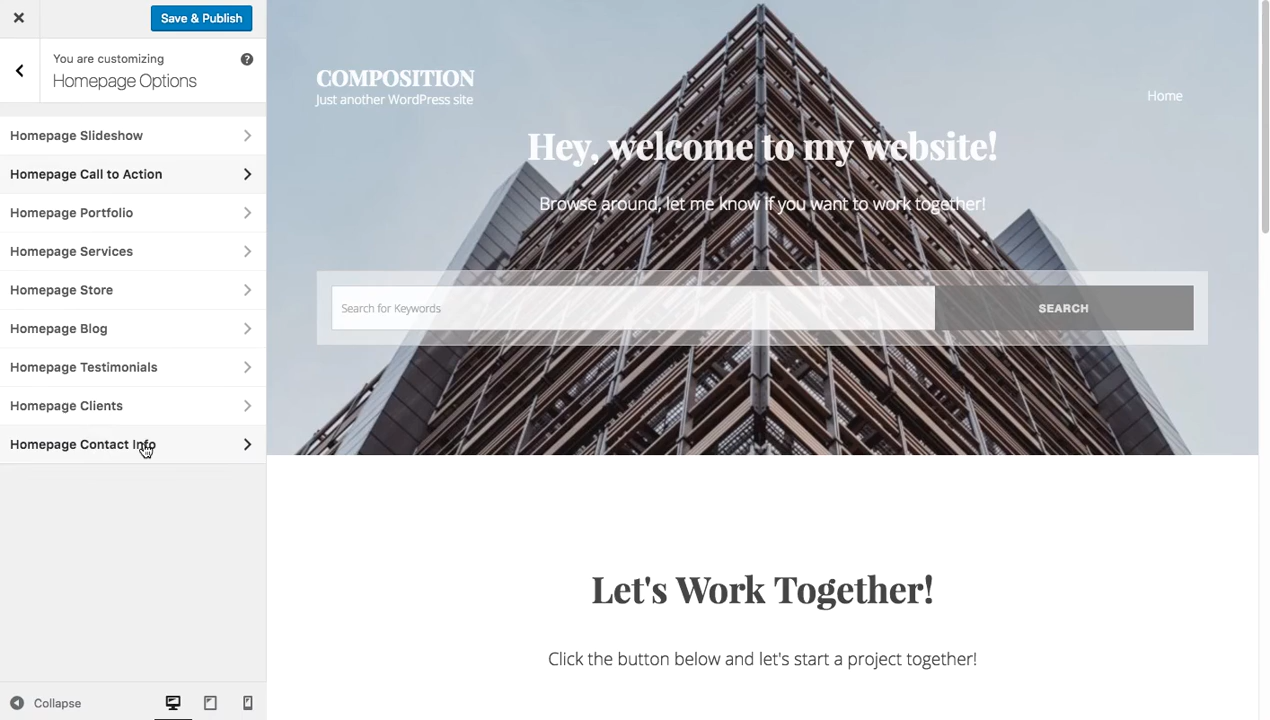 Save & Publish
You are customizing
Homepage Options
Homepage Slideshow
Homepage Call to Action
Homepage Portfolio
Homepage Services
Homepage Store
Homepage Blog
Homepage Testimonials
Homepage Clients
Homepage Contact Info
Collapse
COMPOSITION
Just another WordPress site
Home
Hey, welcome to my website!
Browse around, let me know if you want to work together!
Search for Keywords
SEARCH
Let's Work Together!
Click the button below and let's start a project together!